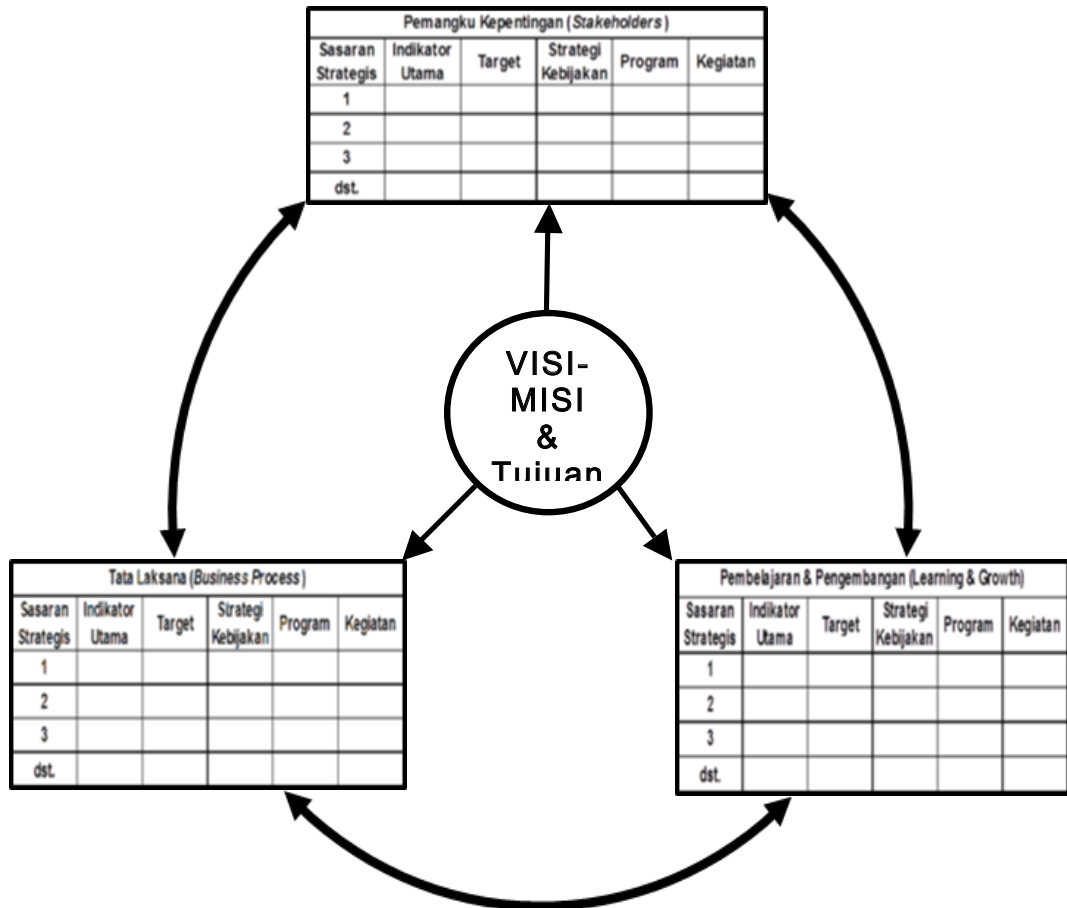 Pemangku Kepentingan (Stakeholders)
Sasaran Strategis Indikator Utama Target Strategi Kebijakan Program Kegiatan
1
2
3
dst.
VISI-
MISI
&
Tujuan
Tata Laksana (Business Process)
Sasaran Strategis Indikator Utama Target Strategi Kebijakan Program Kegiatan
1
2
3
dst.
Pembelajaran & Pengembangan (Learning & Growth)
Sasaran Strategis Indikator Utama Target Strategi Kebijakan Program Kegiatan
1
2
3
dst.